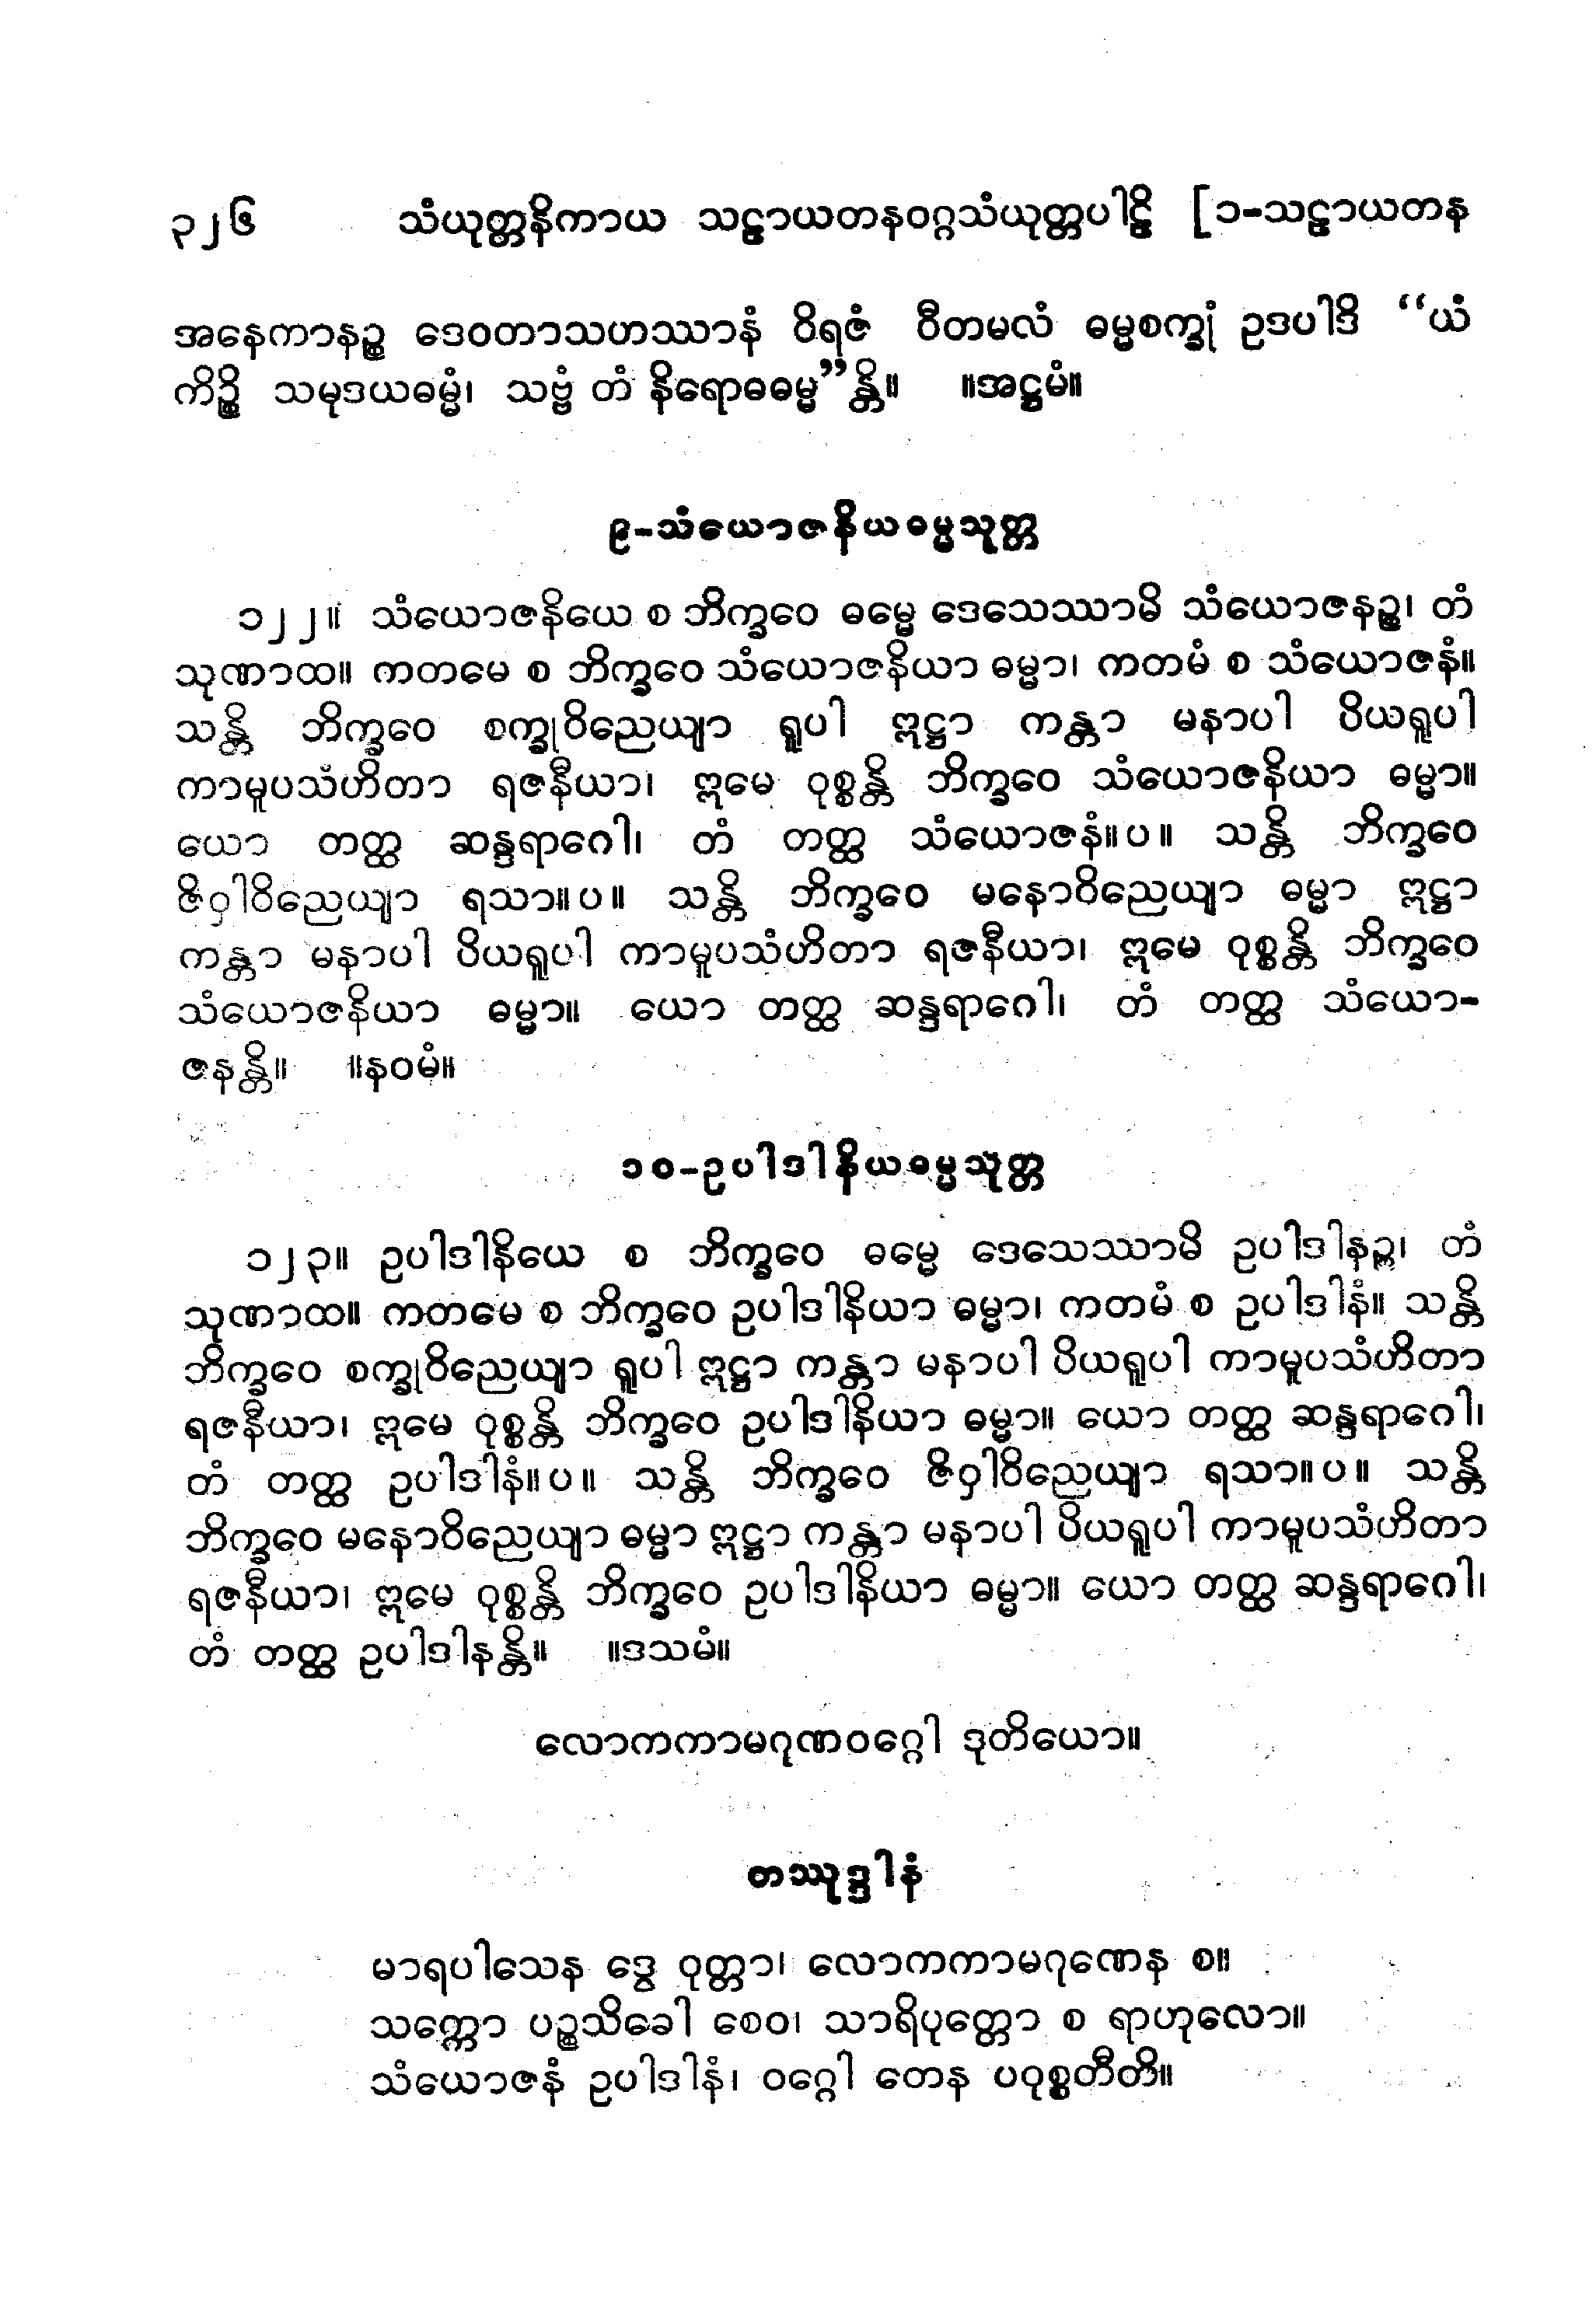 ၃၂၆ သံယုတ္တနိကာယ သဠာယတနဝဂ္ဂသံယုတ္တပါဠိ [၁-သဠာယတန
အနေကာနဉ္စ ဒေဝတာသဟဿာနံ ဝိရဇံ ဝီတမလံ ဓမ္မစက္ခုံ ဥဒပါဒိ “ယံ
ကိဉ္စိ သမုဒယဓမ္မံ၊ သဗ္ဗံ တံ နိရောဓဓမ္မ”န္တိ။ ။အဋ္ဌမံ။
၉-သံယောဇနိယဓမ္မသုတ္တ
၁၂၂။ သံယောဇနိယေ စ ဘိက္ခဝေ ဓမ္မေ ဒေသေဿာမိ သံယောဇနဉ္စ၊ တံ
သုဏာထ။ ကတမေ စ ဘိက္ခဝေ သံယောဇနိယာ ဓမ္မာ၊ ကတမံ စ သံယောဇနံ။
သန္တိ ဘိက္ခဝေ စက္ခုဝိညေယျာ ရူပါ ဣဋ္ဌာ ကန္တာ မနာပါ ပိယရူပါ
ကာမူပသံဟိတာ ရဇနီယာ၊ ဣမေ ဝုစ္စန္တိ ဘိက္ခဝေ သံယောဇနိယာ ဓမ္မာ။
ယော တတ္ထ ဆန္ဒရာဂေါ၊ တံ တတ္ထ သံယောဇနံ။ပ။ သန္တိ ဘိက္ခဝေ
ဇိဝှါဝိညေယျာ ရသာ။ပ။ သန္တိ ဘိက္ခဝေ မနောဝိညေယျာ ဓမ္မာ ဣဋ္ဌာ
ကန္တာ မနာပါ ပိယရူပါ ကာမူပသံဟိတာ ရဇနီယာ၊ ဣမေ ဝုစ္စန္တိ ဘိက္ခဝေ
သံယောဇနိယာ ဓမ္မာ။ ယော တတ္ထ ဆန္ဒရာဂေါ၊ တံ တတ္ထ သံယော-
ဇနန္တိ။ ။နဝမံ။
၁၀-ဥပါဒါနိယဓမ္မသုတ္တ
၁၂၃။ ဥပါဒါနိယေ စ ဘိက္ခဝေ ဓမ္မေ ဒေသေဿာမိ ဥပါဒါနဉ္စ၊ တံ
သုဏာထ။ ကတမေ စ ဘိက္ခဝေ ဥပါဒါနိယာ ဓမ္မာ၊ ကတမံ စ ဥပါဒါနံ။ သန္တိ
ဘိက္ခဝေ စက္ခုဝိညေယျာ ရူပါ ဣဋ္ဌာ ကန္တာ မနာပါ ပိယရူပါ ကာမူပသံဟိတာ
ရဇနီယာ၊ ဣမေ ဝုစ္စန္တိ ဘိက္ခဝေ ဥပါဒါနိယာ ဓမ္မာ။ ယော တတ္ထ ဆန္ဒရာဂေါ၊
တံ တတ္ထ ဥပါဒါနံ။ပ။ သန္တိ ဘိက္ခဝေ ဇိဝှါဝိညေယျာ ရသာ။ပ။ သန္တိ
ဘိက္ခဝေ မနောဝိညေယျာ ဓမ္မာ ဣဋ္ဌာ ကန္တာ မနာပါ ပိယရူပါ ကာမူပသံဟိတာ
ရဇနီယာ၊ ဣမေ ဝုစ္စန္တိ ဘိက္ခဝေ ဥပါဒါနိယာ ဓမ္မာ။ ယော တတ္ထ ဆန္ဒရာဂေါ၊
တံ တတ္ထ ဥပါဒါနန္တိ။ ။ဒသမံ။
လောကကာမဂုဏဝဂ္ဂေါ ဒုတိယော။
တဿုဒ္ဒါနံ
မာရပါသေန ဒွေ ဝုတ္တာ၊ လောကကာမဂုဏေန စ။
သက္ကော ပဉ္စသိခေါ စေဝ၊ သာရိပုတ္တော စ ရာဟုလော။
သံယောဇနံ ဥပါဒါနံ၊ ဝဂ္ဂေါ တေန ပဝုစ္စတီတိ။